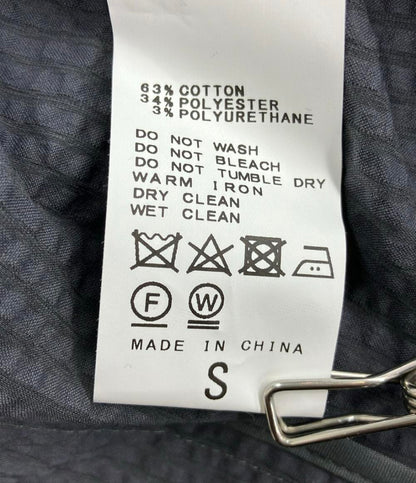 63% COTTON
34% POLYESTER
3% POLYURETHANE
DO NOT WASH
DO NOT BLEACH
DO NOT TUMBLE DRY
WARM IRON
DRY CLEAN
WET CLEAN
F W
MADE IN CHINA
S